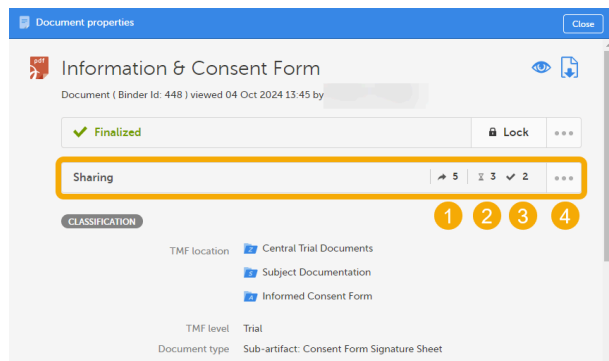 Document properties
Close
pdf
Information & Consent Form
Document ( Binder Id: 448 ) viewed 04 Oct 2024 13:45 by
Finalized
Lock
Sharing
5
3
2
1
2
3
4
CLASSIFICATION
TMF location
Central Trial Documents
Subject Documentation
Informed Consent Form
TMF level
Trial
Document type
Sub-artifact: Consent Form Signature Sheet